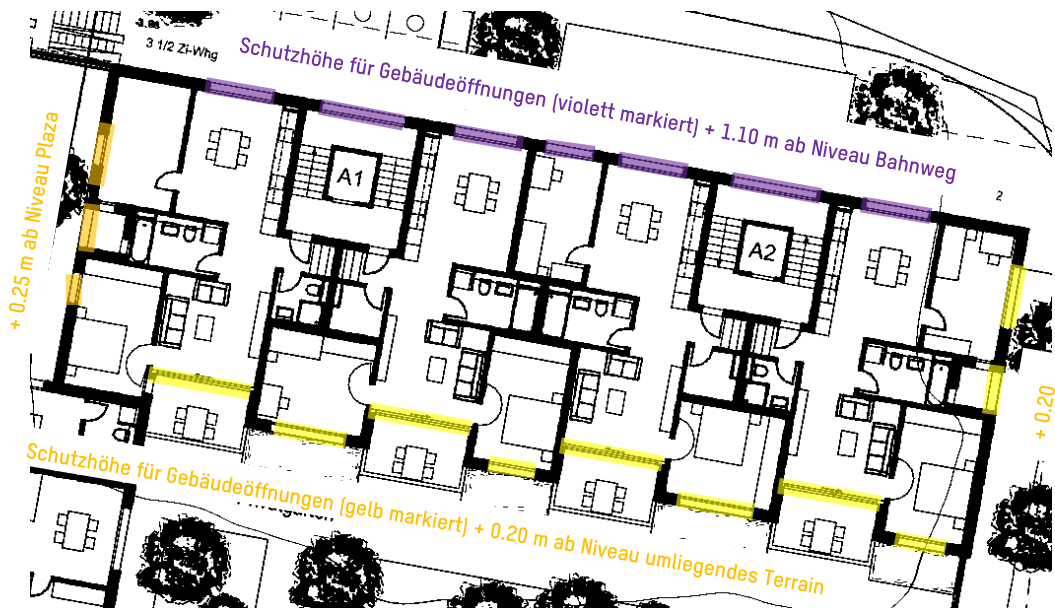 3 1/2 Zi-Whg
Schutzhöhe für Gebäudeöffnungen (violett markiert) + 1.10 m ab Niveau Bahnweg
2
+ 0.25 m ab Niveau Plaza
A1
A2
+ 0.20
Schutzhöhe für Gebäudeöffnungen (gelb markiert) + 0.20 m ab Niveau umliegendes Terrain